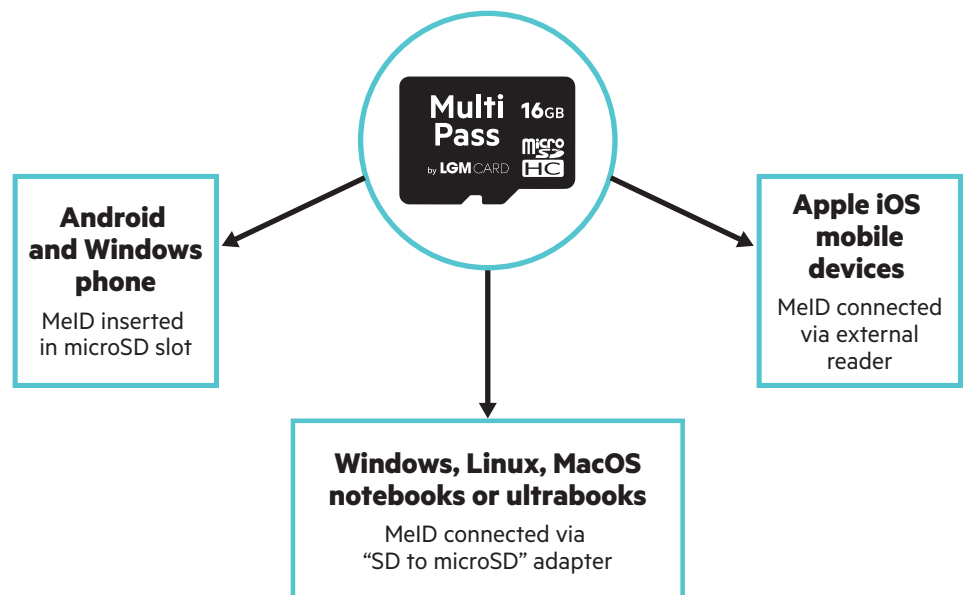 Multi
Pass
16GB
micro
SD
HC
by LGM CARD
Android
and Windows
phone
MeID inserted
in microSD slot
Apple iOS
mobile
devices
MeID connected
via external
reader
Windows, Linux, MacOS
notebooks or ultrabooks
MeID connected via
“SD to microSD” adapter